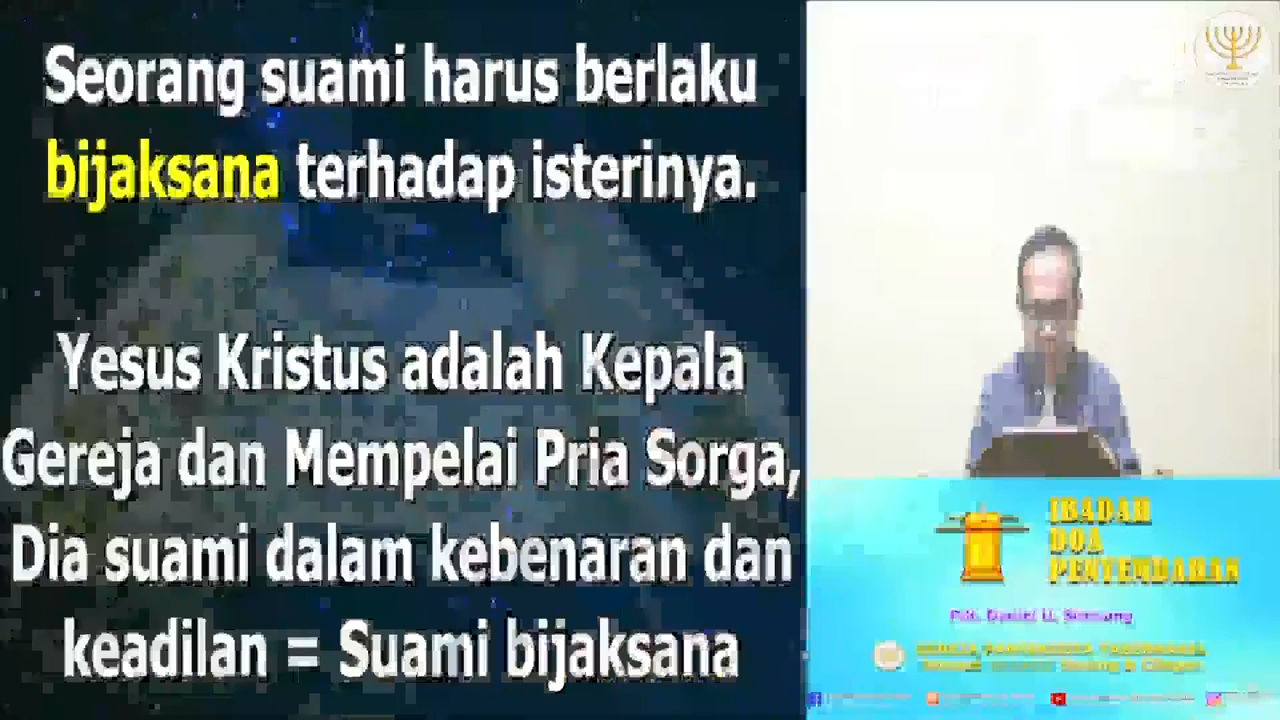 Seorang suami harus berlaku
bijaksana terhadap isterinya.
Yesus Kristus adalah Kepala
Gereja dan Mempelai Pria Sorga,
Dia suami dalam kebenaran dan
keadilan = Suami bijaksana
IBADAH
DOA
PENYEMBAHAN